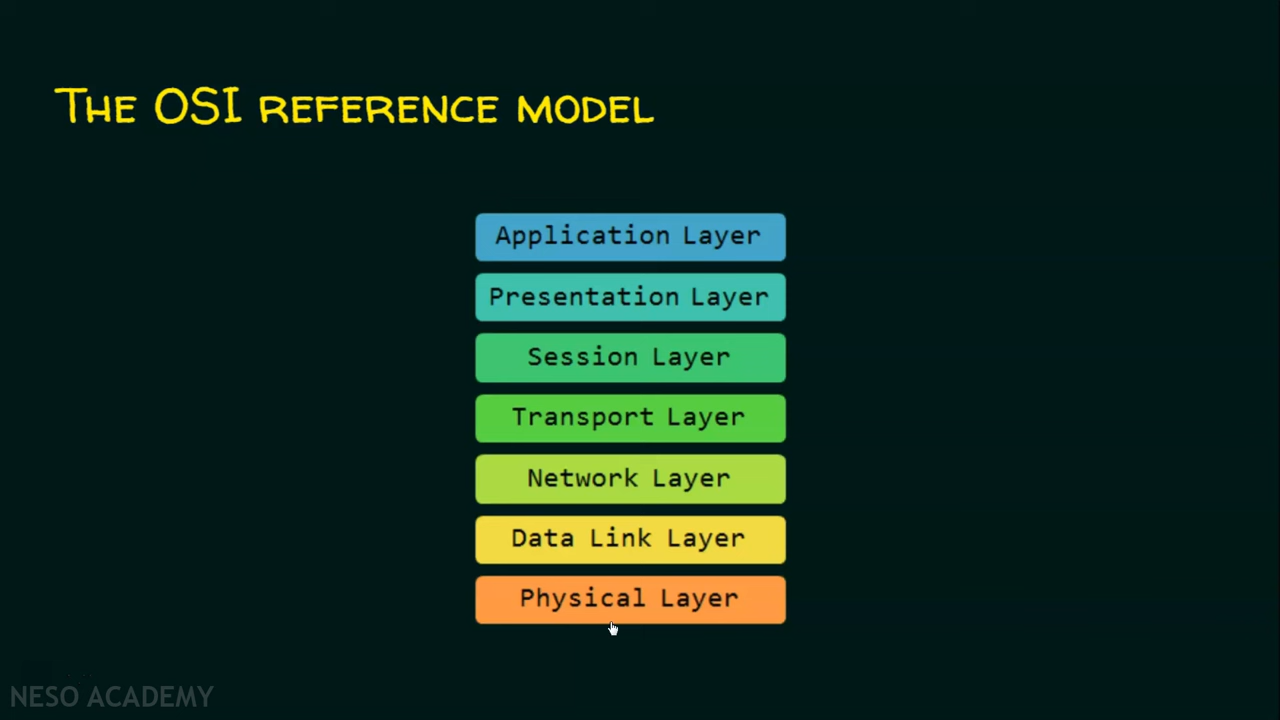 The OSI reference model
Application Layer
Presentation Layer
Session Layer
Transport Layer
Network Layer
Data Link Layer
Physical Layer
NESO ACADEMY